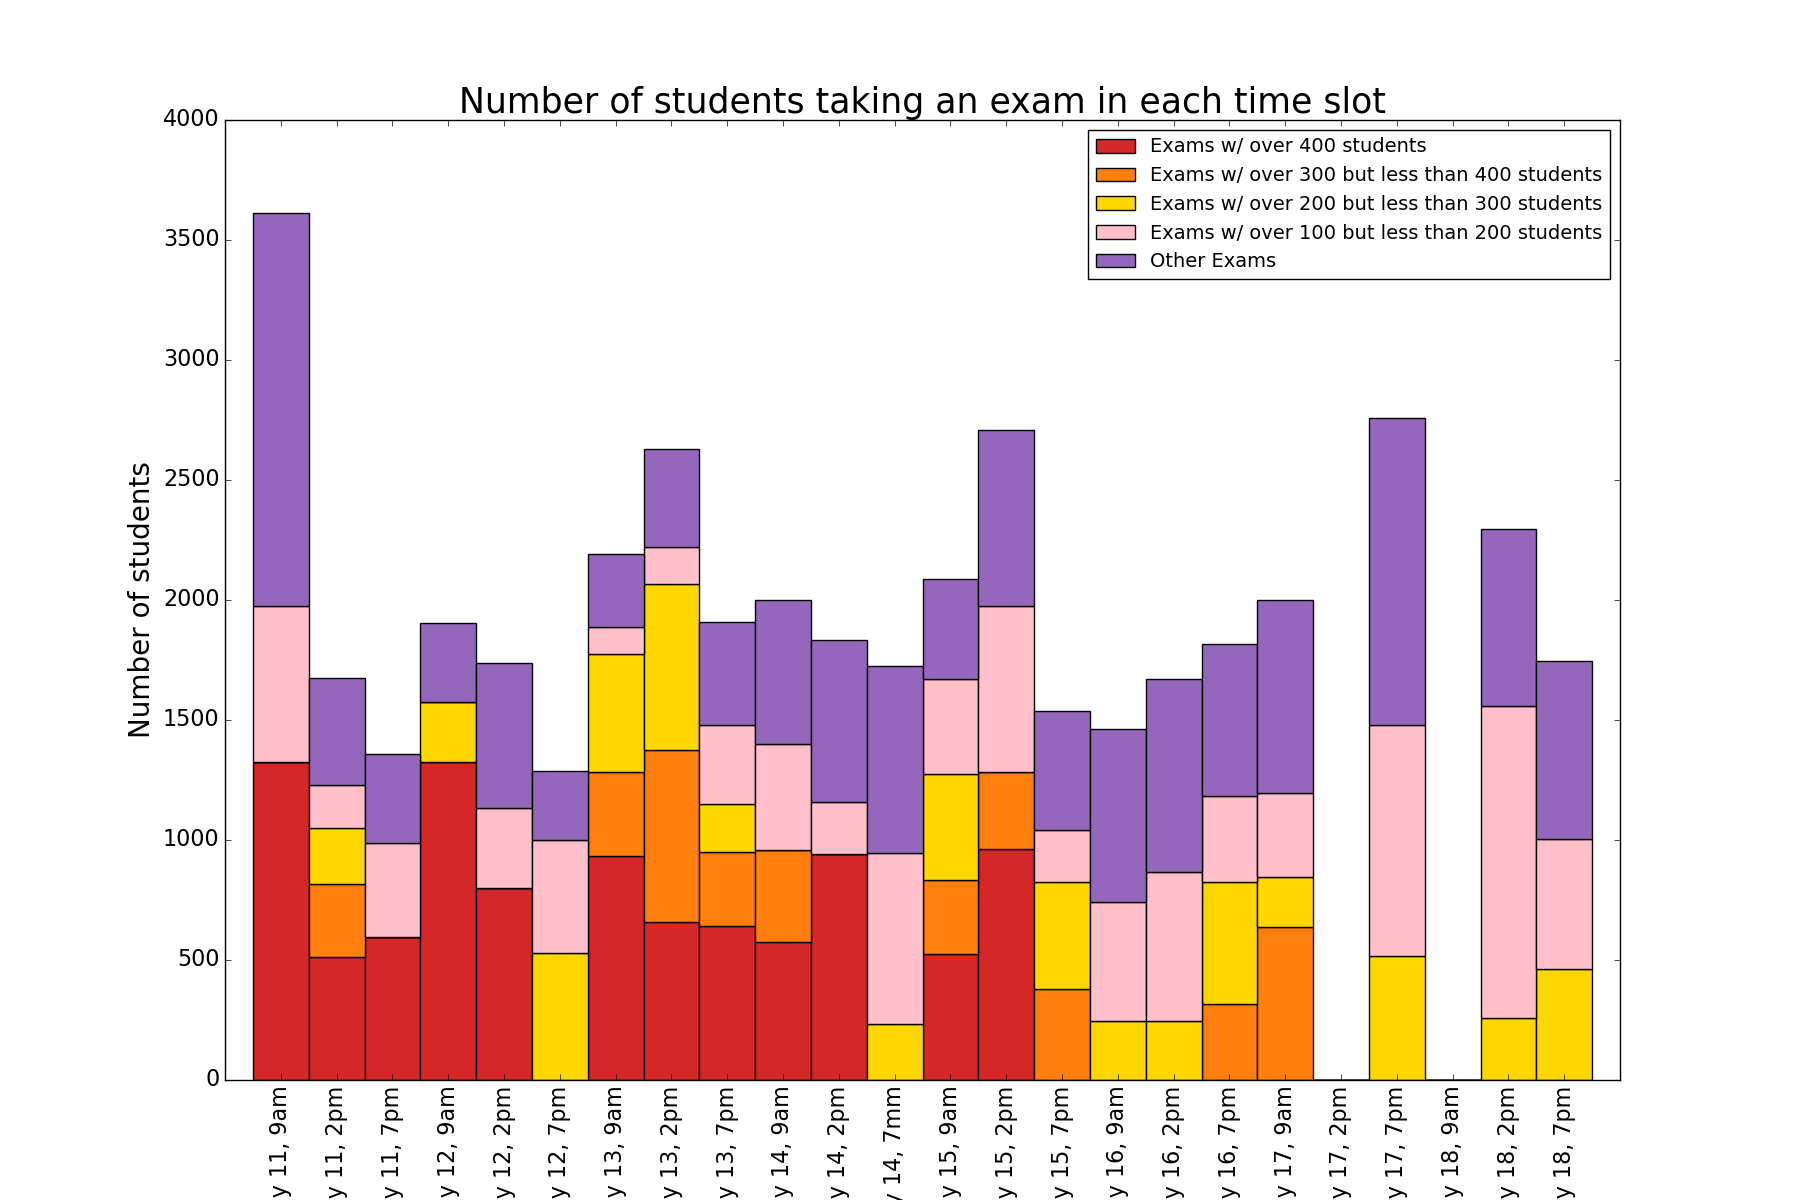 Number of students taking an exam in each time slot
Exams w/ over 400 students
Exams w/ over 300 but less than 400 students
Exams w/ over 200 but less than 300 students
Exams w/ over 100 but less than 200 students
Other Exams
Number of students
4000
3500
3000
2500
2000
1500
1000
500
0
y 11, 9am
y 11, 2pm
y 11, 7pm
y 12, 9am
y 12, 2pm
y 12, 7pm
y 13, 9am
y 13, 2pm
y 13, 7pm
y 14, 9am
y 14, 2pm
y 14, 7mm
y 15, 9am
y 15, 2pm
y 15, 7pm
y 16, 9am
y 16, 2pm
y 16, 7pm
y 17, 9am
y 17, 2pm
y 17, 7pm
y 18, 9am
y 18, 2pm
y 18, 7pm